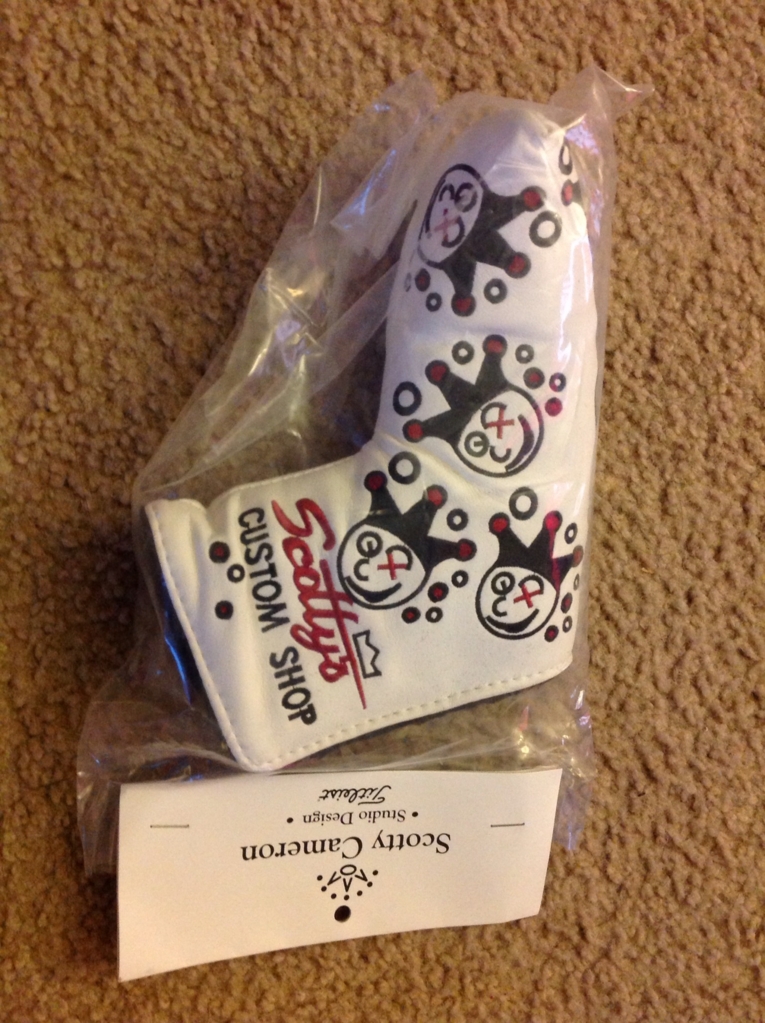 Scotty's
CUSTOM SHOP
Scotty Cameron
• Studio Design •
Titleist